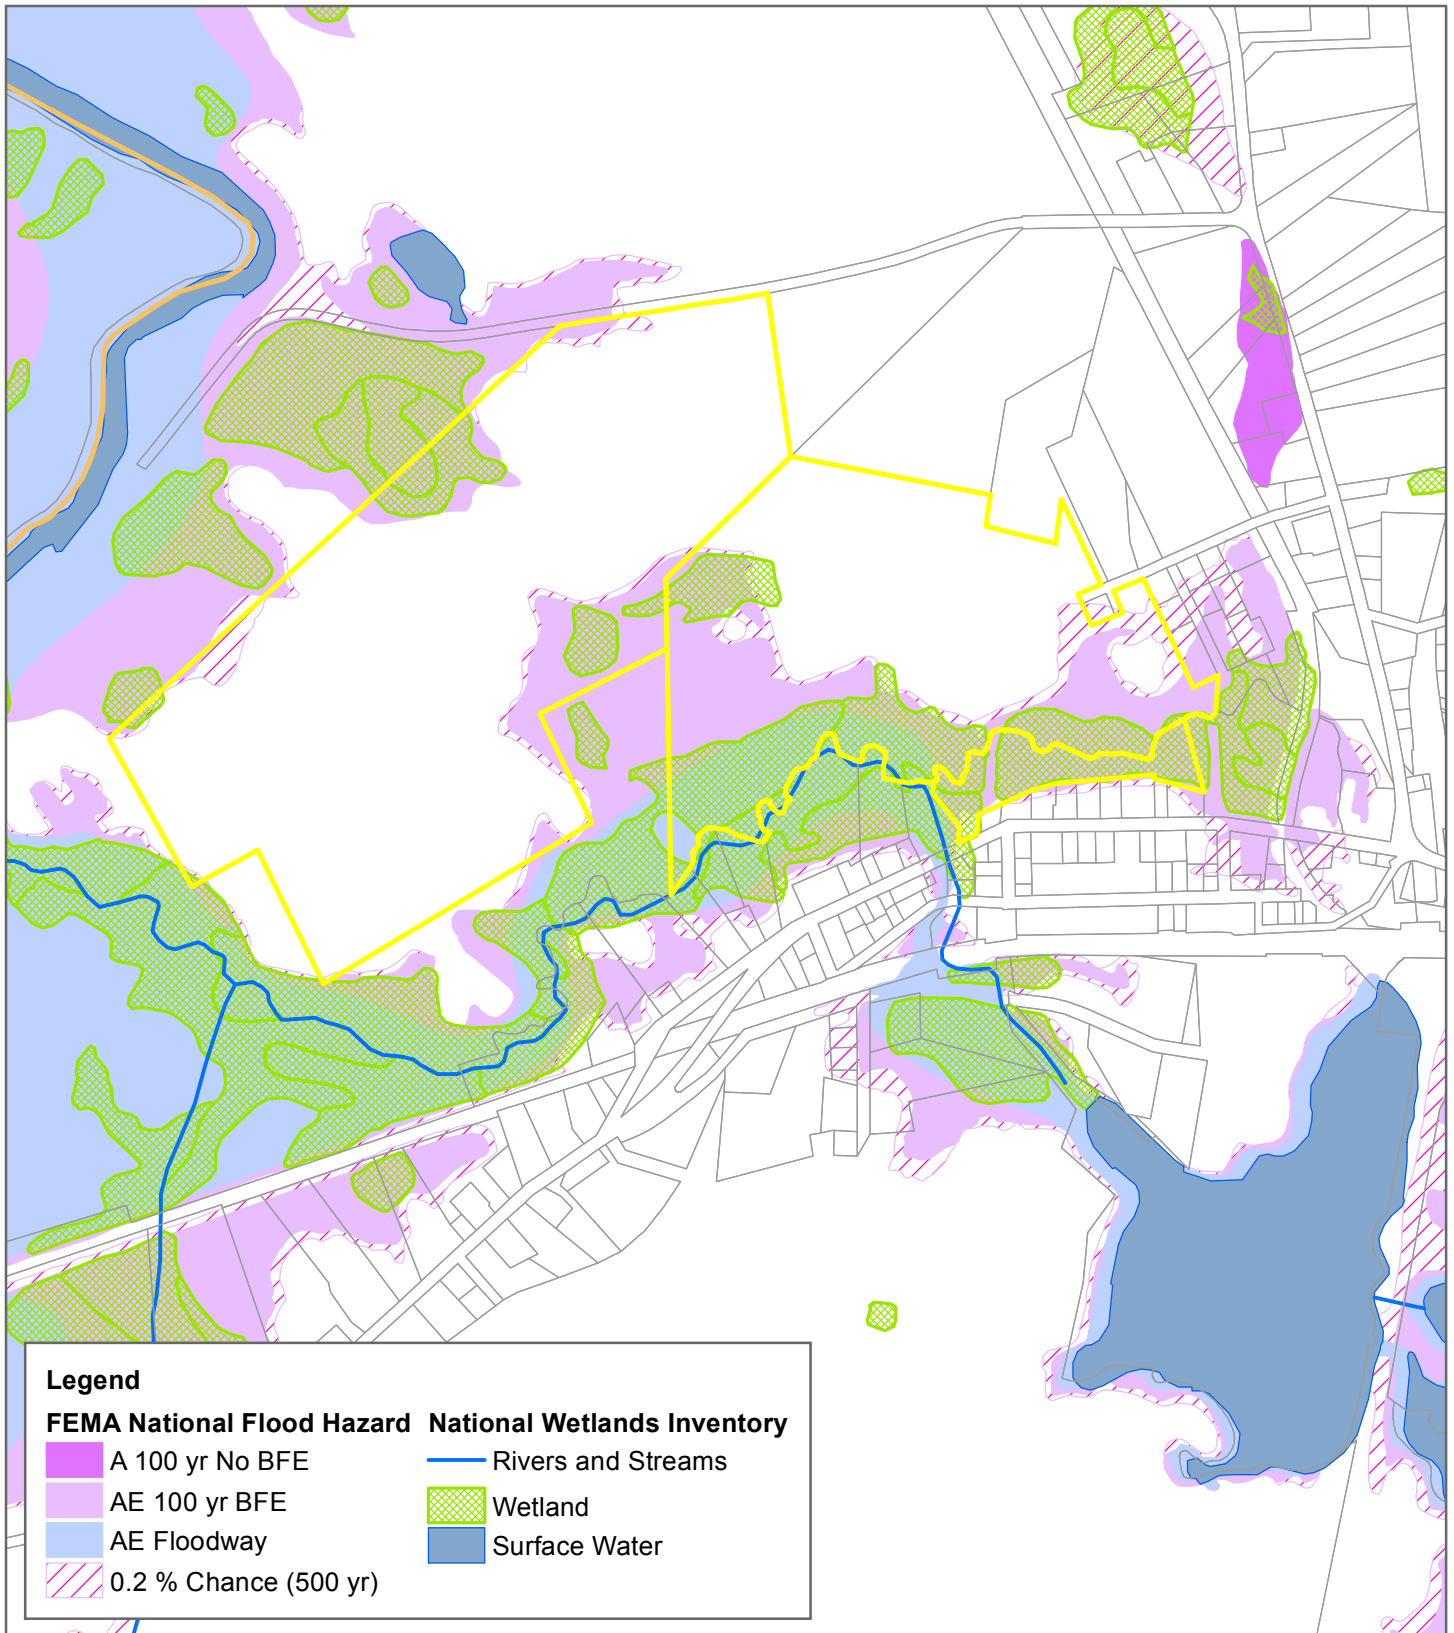 Legend
FEMA National Flood Hazard
A 100 yr No BFE
AE 100 yr BFE
AE Floodway
0.2 % Chance (500 yr)
National Wetlands Inventory
Rivers and Streams
Wetland
Surface Water